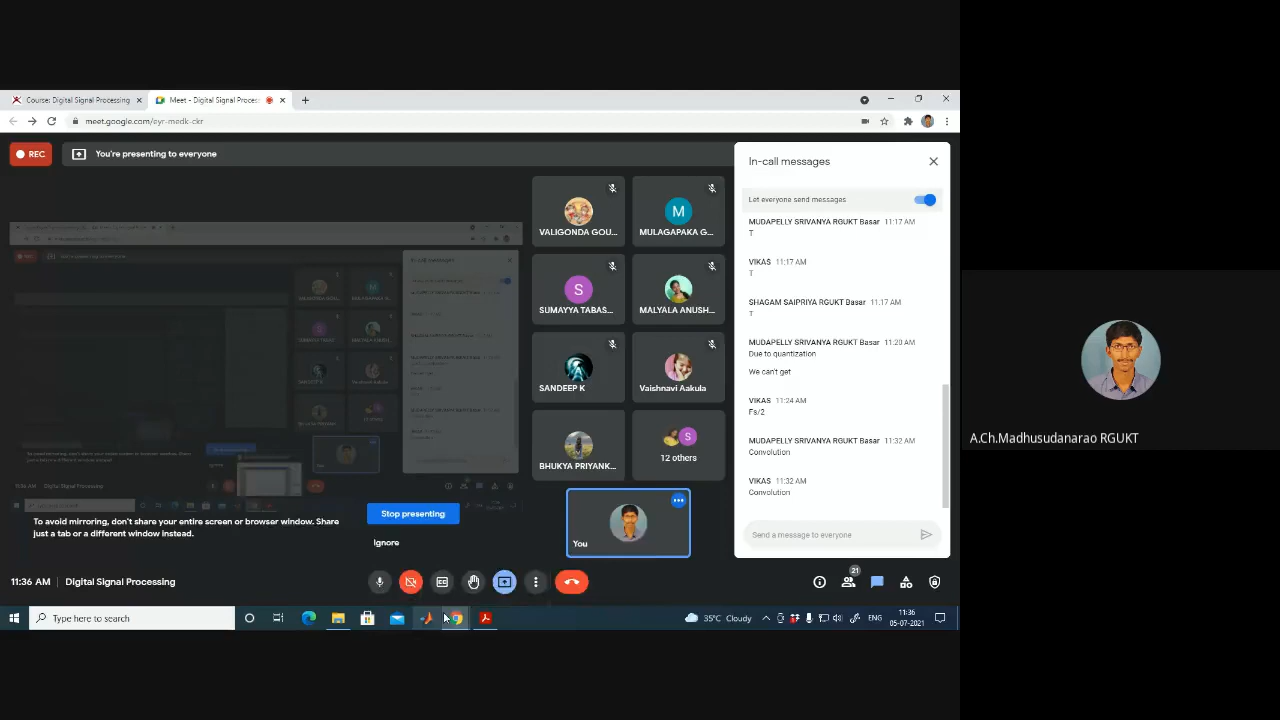 Course: Digital Signal Processing
Meet - Digital Signal Proces
meet.google.com/eyr-medk-ckr
REC
You're presenting to everyone
In-call messages
Let everyone send messages
MUDAPELLY SRIVANYA RGUKT Basar 11:17 AM
T
VIKAS 11:17 AM
T
SHAGAM SAIPRIYA RGUKT Basar 11:17 AM
T
MUDAPELLY SRIVANYA RGUKT Basar 11:20 AM
Due to quantization
We can't get
VIKAS 11:24 AM
Fs/2
MUDAPELLY SRIVANYA RGUKT Basar 11:32 AM
Convolution
VIKAS 11:32 AM
Convolution
Send a message to everyone
VALIGONDA GOU...
M
MULAGAPAKA G...
S
SUMAYYA TABAS...
MALYALA ANUSH...
SANDEEP K
Vaishnavi Aakula
BHUKYA PRIYANK...
S
12 others
You
To avoid mirroring, don't share your entire screen or browser window. Share
just a tab or a different window instead.
Stop presenting
Ignore
11:36 AM | Digital Signal Processing
21
Type here to search
35°C Cloudy
ENG
11:36
05-07-2021
A.Ch.Madhusudanarao RGUKT